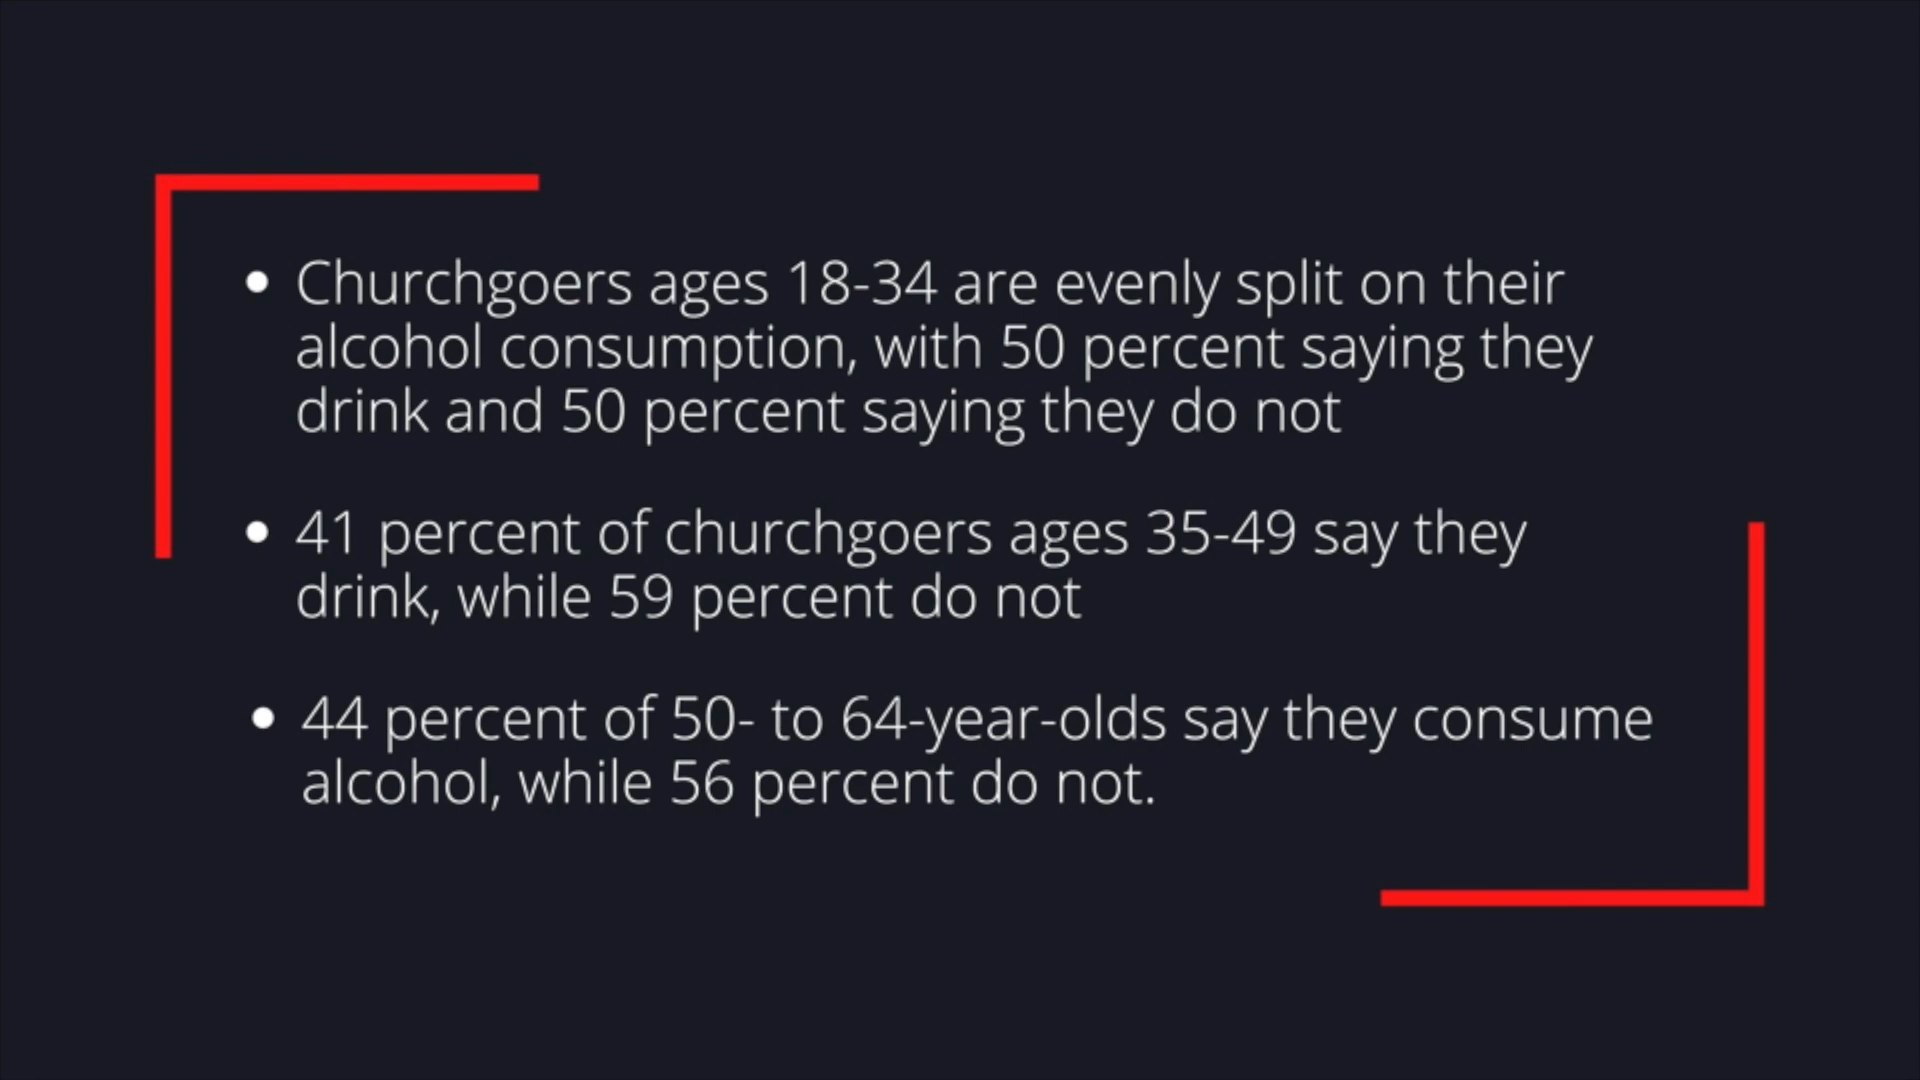 • Churchgoers ages 18-34 are evenly split on their
alcohol consumption, with 50 percent saying they
drink and 50 percent saying they do not
• 41 percent of churchgoers ages 35-49 say they
drink, while 59 percent do not
• 44 percent of 50- to 64-year-olds say they consume
alcohol, while 56 percent do not.